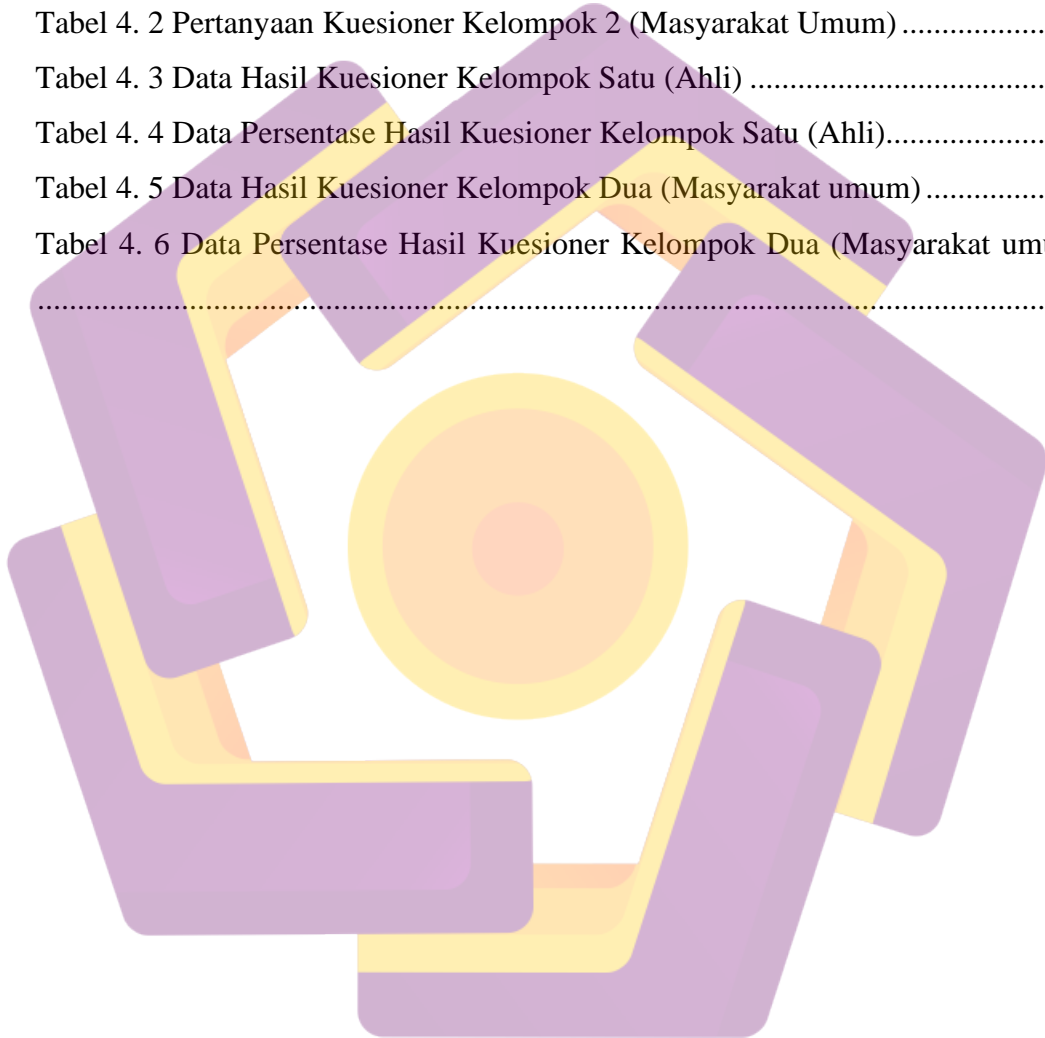 Tabel 4. 2 Pertanyaan Kuesioner Kelompok 2 (Masyarakat Umum) ..................
Tabel 4. 3 Data Hasil Kuesioner Kelompok Satu (Ahli) .....................................
Tabel 4. 4 Data Persentase Hasil Kuesioner Kelompok Satu (Ahli)....................
Tabel 4. 5 Data Hasil Kuesioner Kelompok Dua (Masyarakat umum) ...............
Tabel 4. 6 Data Persentase Hasil Kuesioner Kelompok Dua (Masyarakat
................................................................................................................................